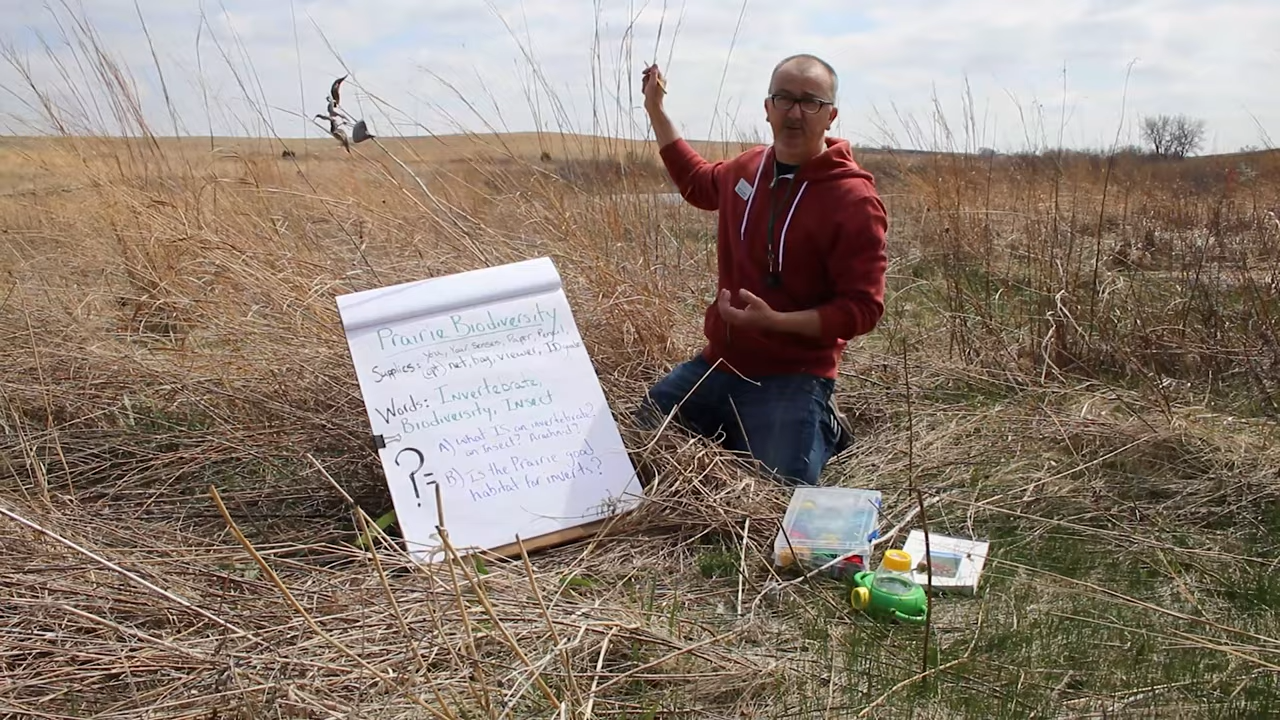 Prairie Biodiversity
Supplies: you, Your senses, Paper, Pencil,
(opt) net, bag, viewer, ID guide
Words: Invertebrate,
Biodiversity, Insect
?=
A) What IS an invertebrate?
an Insect? Arachnid?
B) Is the Prairie good
habitat for inverts?